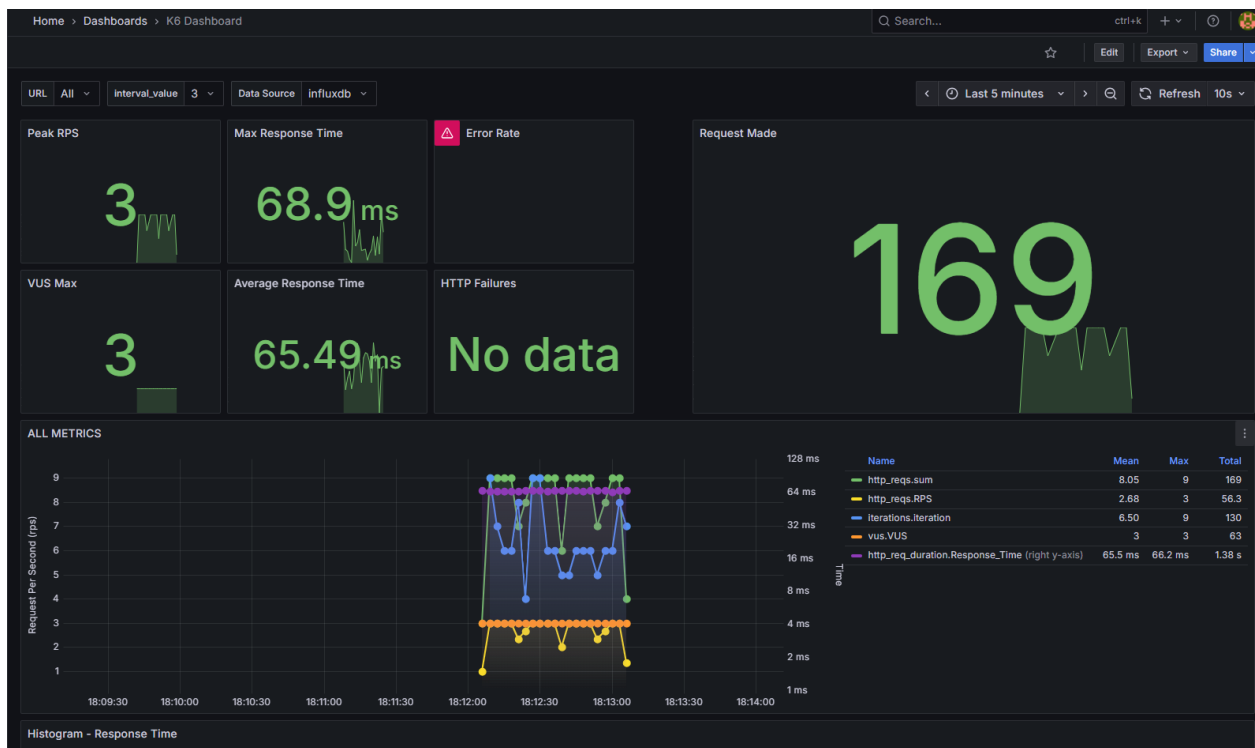 Home › Dashboards › K6 Dashboard
Search...
ctrl+k
Edit
Export
Share
URL All
interval_value 3
Data Source influxdb
Last 5 minutes
Refresh 10s
Peak RPS
3
Max Response Time
68.9 ms
Error Rate
Request Made
169
VUS Max
3
Average Response Time
65.49 ms
HTTP Failures
No data
ALL METRICS
Request Per Second (rps)
9
8
7
6
5
4
3
2
1
128 ms
64 ms
32 ms
16 ms
8 ms
4 ms
2 ms
1 ms
Time
18:09:30 18:10:00 18:10:30 18:11:00 18:11:30 18:12:00 18:12:30 18:13:00 18:13:30 18:14:00
Name Mean Max Total
http_reqs.sum 8.05 9 169
http_reqs.RPS 2.68 3 56.3
iterations.iteration 6.50 9 130
vus.VUS 3 3 63
http_req_duration.Response_Time (right y-axis) 65.5 ms 66.2 ms 1.38 s
Histogram - Response Time